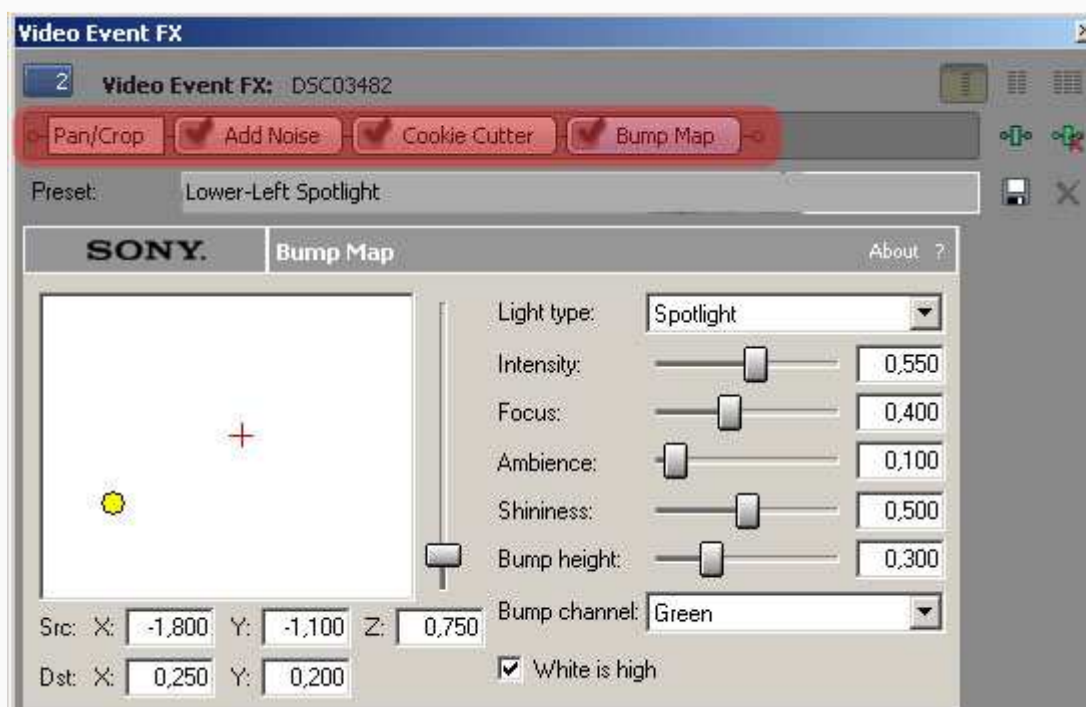 Video Event FX
2 Video Event FX: DSC03482
Pan/Crop Add Noise Cookie Cutter Bump Map
Preset: Lower-Left Spotlight
SONY. Bump Map About ?
Light type: Spotlight
Intensity: 0,550
Focus: 0,400
Ambience: 0,100
Shininess: 0,500
Bump height: 0,300
Bump channel: Green
White is high
Src: X: -1,800 Y: -1,100 Z: 0,750
Dst: X: 0,250 Y: 0,200